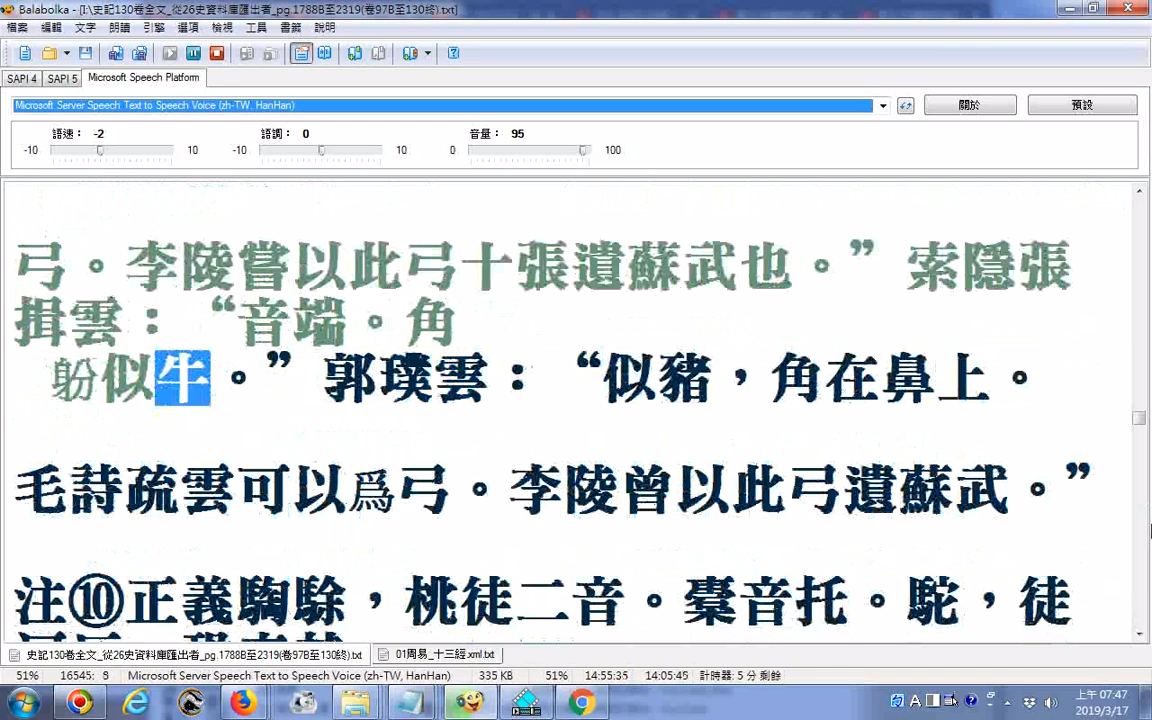 Balabolka - [I:\史記130卷全文_從26史資料庫匯出者_pg.1788B至2319(卷97B至130終).txt]
檔案 編輯 文字 朗讀 引擎 選項 檢視 工具 書籤 說明
SAPI 4 SAPI 5 Microsoft Speech Platform
Microsoft Server Speech Text to Speech Voice (zh-TW, HanHan)
關於 預設
語速： -2 語調： 0 音量： 95
-10 10 -10 10 0 100
弓。李陵嘗以此弓十張遺蘇武也。”索隱張
揖雲：“音端。角
躮似牛。”郭璞雲：“似豬，角在鼻上。
毛詩疏雲可以爲弓。李陵曾以此弓遺蘇武。”
注⑩正義騊駼，桃徒二音。橐音托。駝，徒
史記130卷全文_從26史資料庫匯出者_pg.1788B至2319(卷97B至130終).txt 01周易_十三經.xml.txt
51% 16545: 8 Microsoft Server Speech Text to Speech Voice (zh-TW, HanHan) 335 KB 51% 14:55:35 14:05:45 計時器: 5 分 剩餘
上午 07:47
2019/3/17